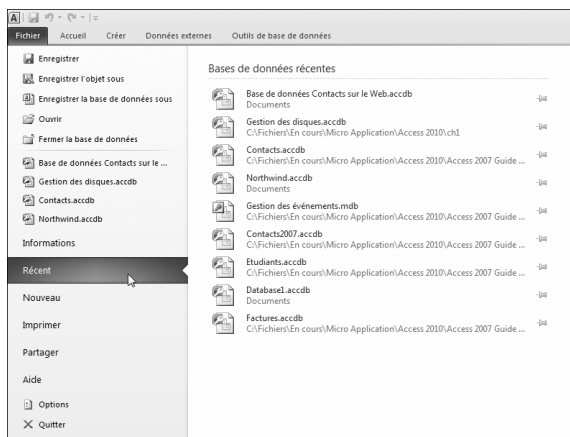 A
Fichier Accueil Créer Données externes Outils de base de données
Enregistrer
Enregistrer l'objet sous
Enregistrer la base de données sous
Ouvrir
Fermer la base de données
Base de données Contacts sur le ...
Gestion des disques.accdb
Contacts.accdb
Northwind.accdb
Informations
Récent
Nouveau
Imprimer
Partager
Aide
Options
Quitter
Bases de données récentes
Base de données Contacts sur le Web.accdb
Documents
Gestion des disques.accdb
C:\Fichiers\En cours\Micro Application\Access 2010\ch1
Contacts.accdb
C:\Fichiers\En cours\Micro Application\Access 2010\Access 2007 Guide ...
Northwind.accdb
Documents
Gestion des événements.mdb
C:\Fichiers\En cours\Micro Application\Access 2010\Access 2007 Guide ...
Contacts2007.accdb
C:\Fichiers\En cours\Micro Application\Access 2010\Access 2007 Guide ...
Etudiants.accdb
C:\Fichiers\En cours\Micro Application\Access 2010\Access 2007 Guide ...
Database1.accdb
Documents
Factures.accdb
C:\Fichiers\En cours\Micro Application\Access 2010\Access 2007 Guide ...